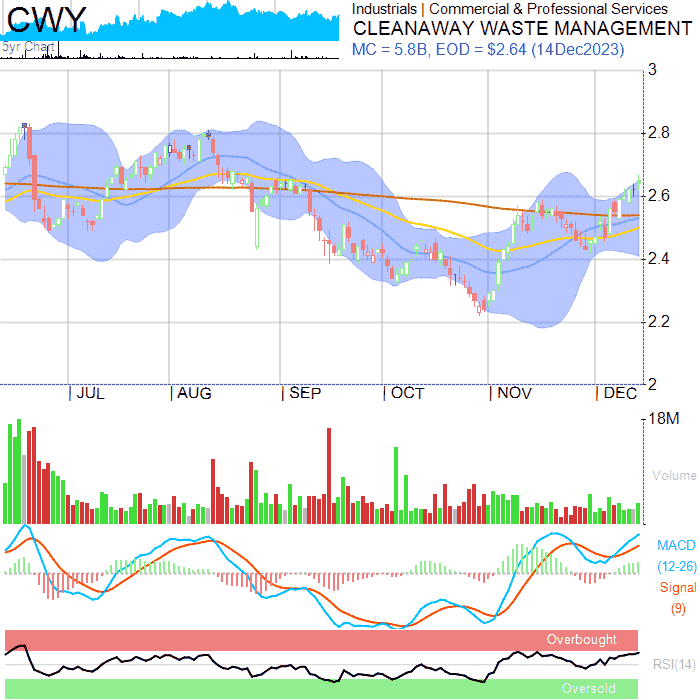 CWY
5yr Chart
Industrials | Commercial & Professional Services
CLEANAWAY WASTE MANAGEMENT
MC = 5.8B, EOD = $2.64 (14Dec2023)
3
2.8
2.6
2.4
2.2
2
| JUL | AUG | SEP | OCT | NOV | DEC
18M
Volume
MACD
(12-26)
Signal
(9)
Overbought
RSI(14)
Oversold